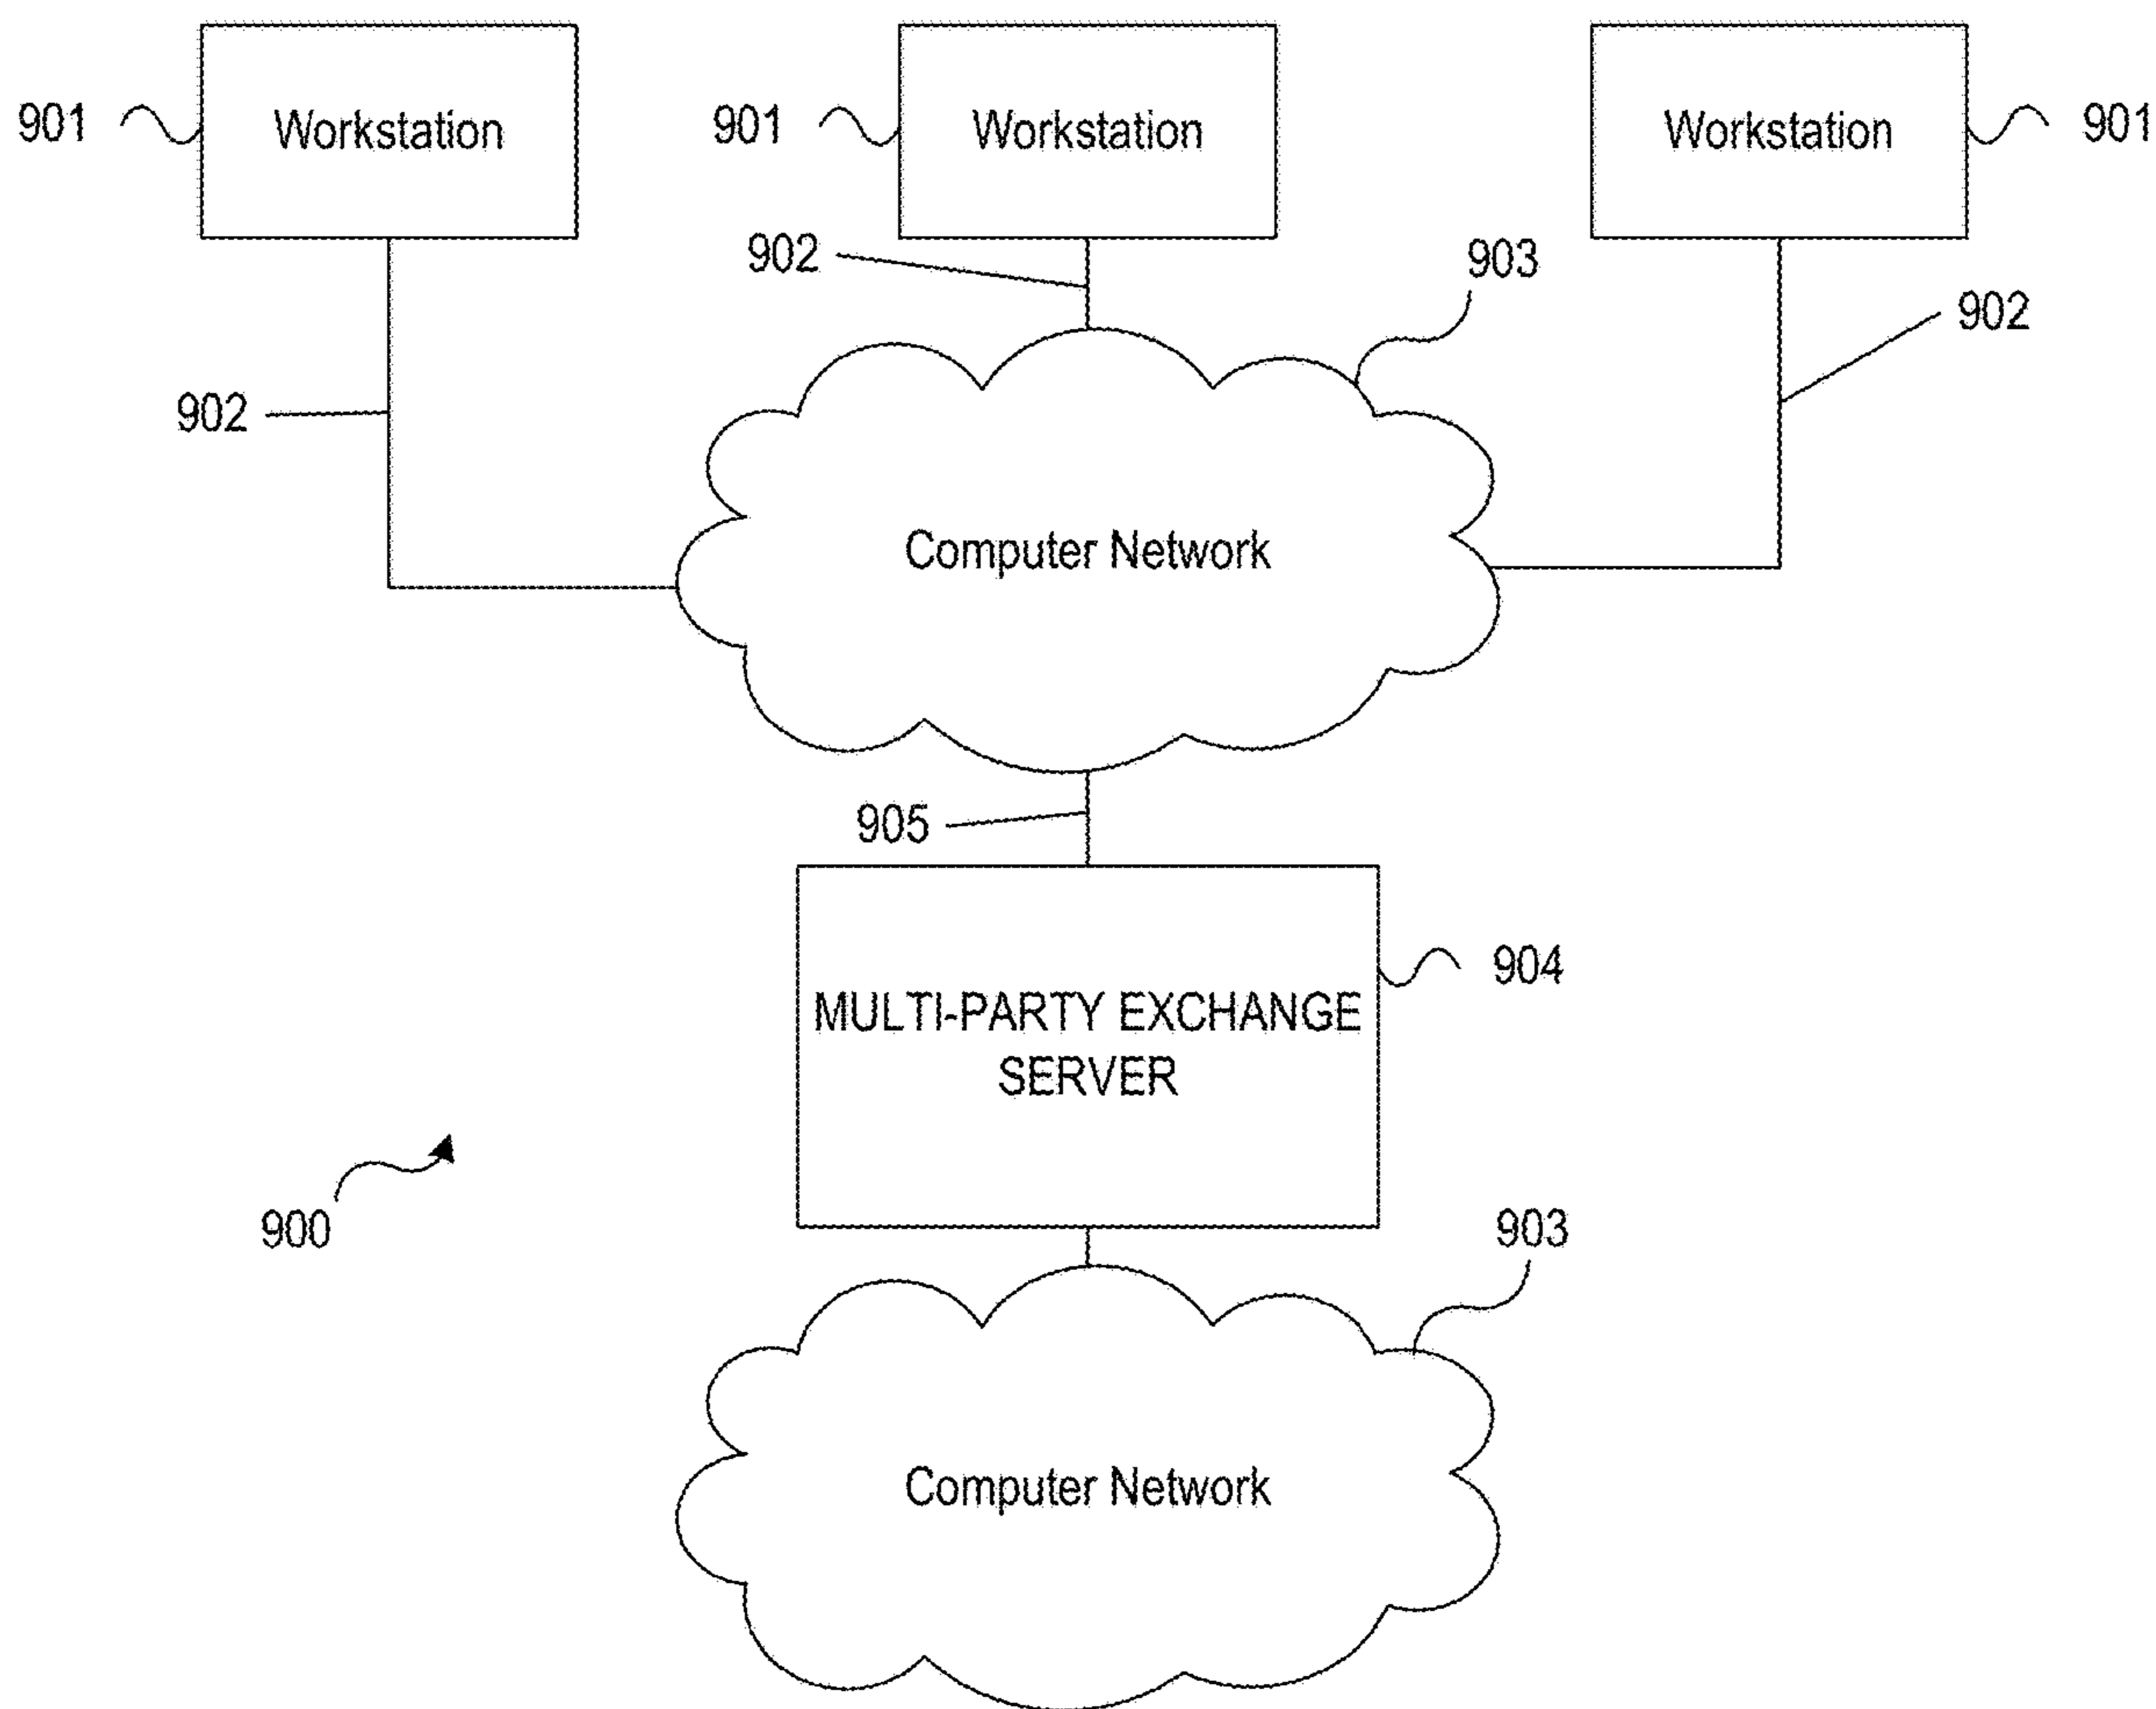 901 Workstation
901 Workstation
Workstation 901
902
903
902
902
Computer Network
905
904
MULTI-PARTY EXCHANGE
SERVER
900
903
Computer Network